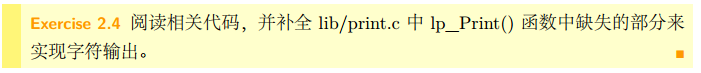 Exercise 2.4 阅读相关代码，并补全 lib/print.c 中 lp_Print() 函数中缺失的部分来
实现字符输出。